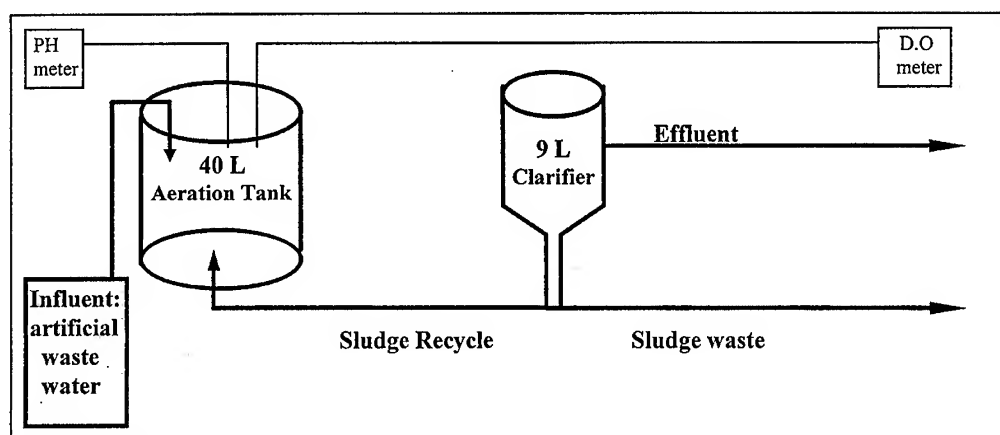 PH
meter
D.O
meter
40 L
Aeration Tank
9 L
Clarifier
Effluent
Influent:
artificial
waste
water
Sludge Recycle
Sludge waste